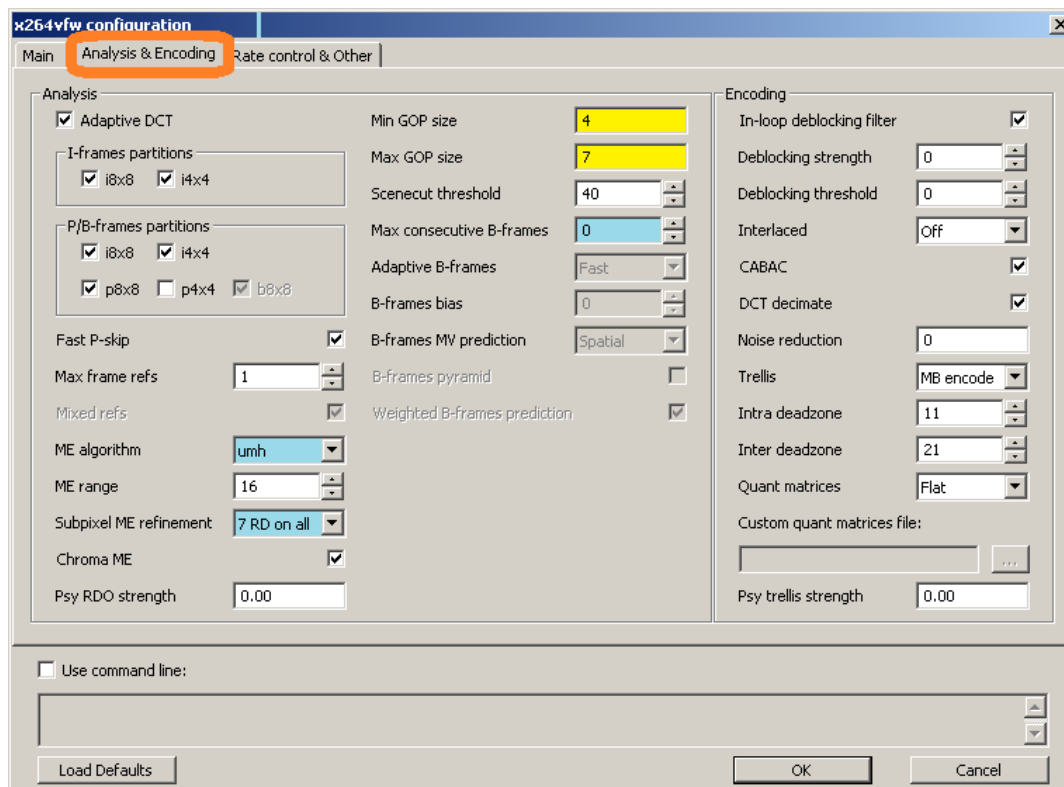 x264vfw configuration
Main
Analysis & Encoding
Rate control & Other
Analysis
Adaptive DCT
I-frames partitions
i8x8 i4x4
P/B-frames partitions
i8x8 i4x4
p8x8 p4x4 b8x8
Fast P-skip
Max frame refs 1
Mixed refs
ME algorithm umh
ME range 16
Subpixel ME refinement 7 RD on all
Chroma ME
Psy RDO strength 0.00
Min GOP size 4
Max GOP size 7
Scenecut threshold 40
Max consecutive B-frames 0
Adaptive B-frames Fast
B-frames bias 0
B-frames MV prediction Spatial
B-frames pyramid
Weighted B-frames prediction
Encoding
In-loop deblocking filter
Deblocking strength 0
Deblocking threshold 0
Interlaced Off
CABAC
DCT decimate
Noise reduction 0
Trellis MB encode
Intra deadzone 11
Inter deadzone 21
Quant matrices Flat
Custom quant matrices file:
...
Psy trellis strength 0.00
Use command line:
Load Defaults
OK
Cancel